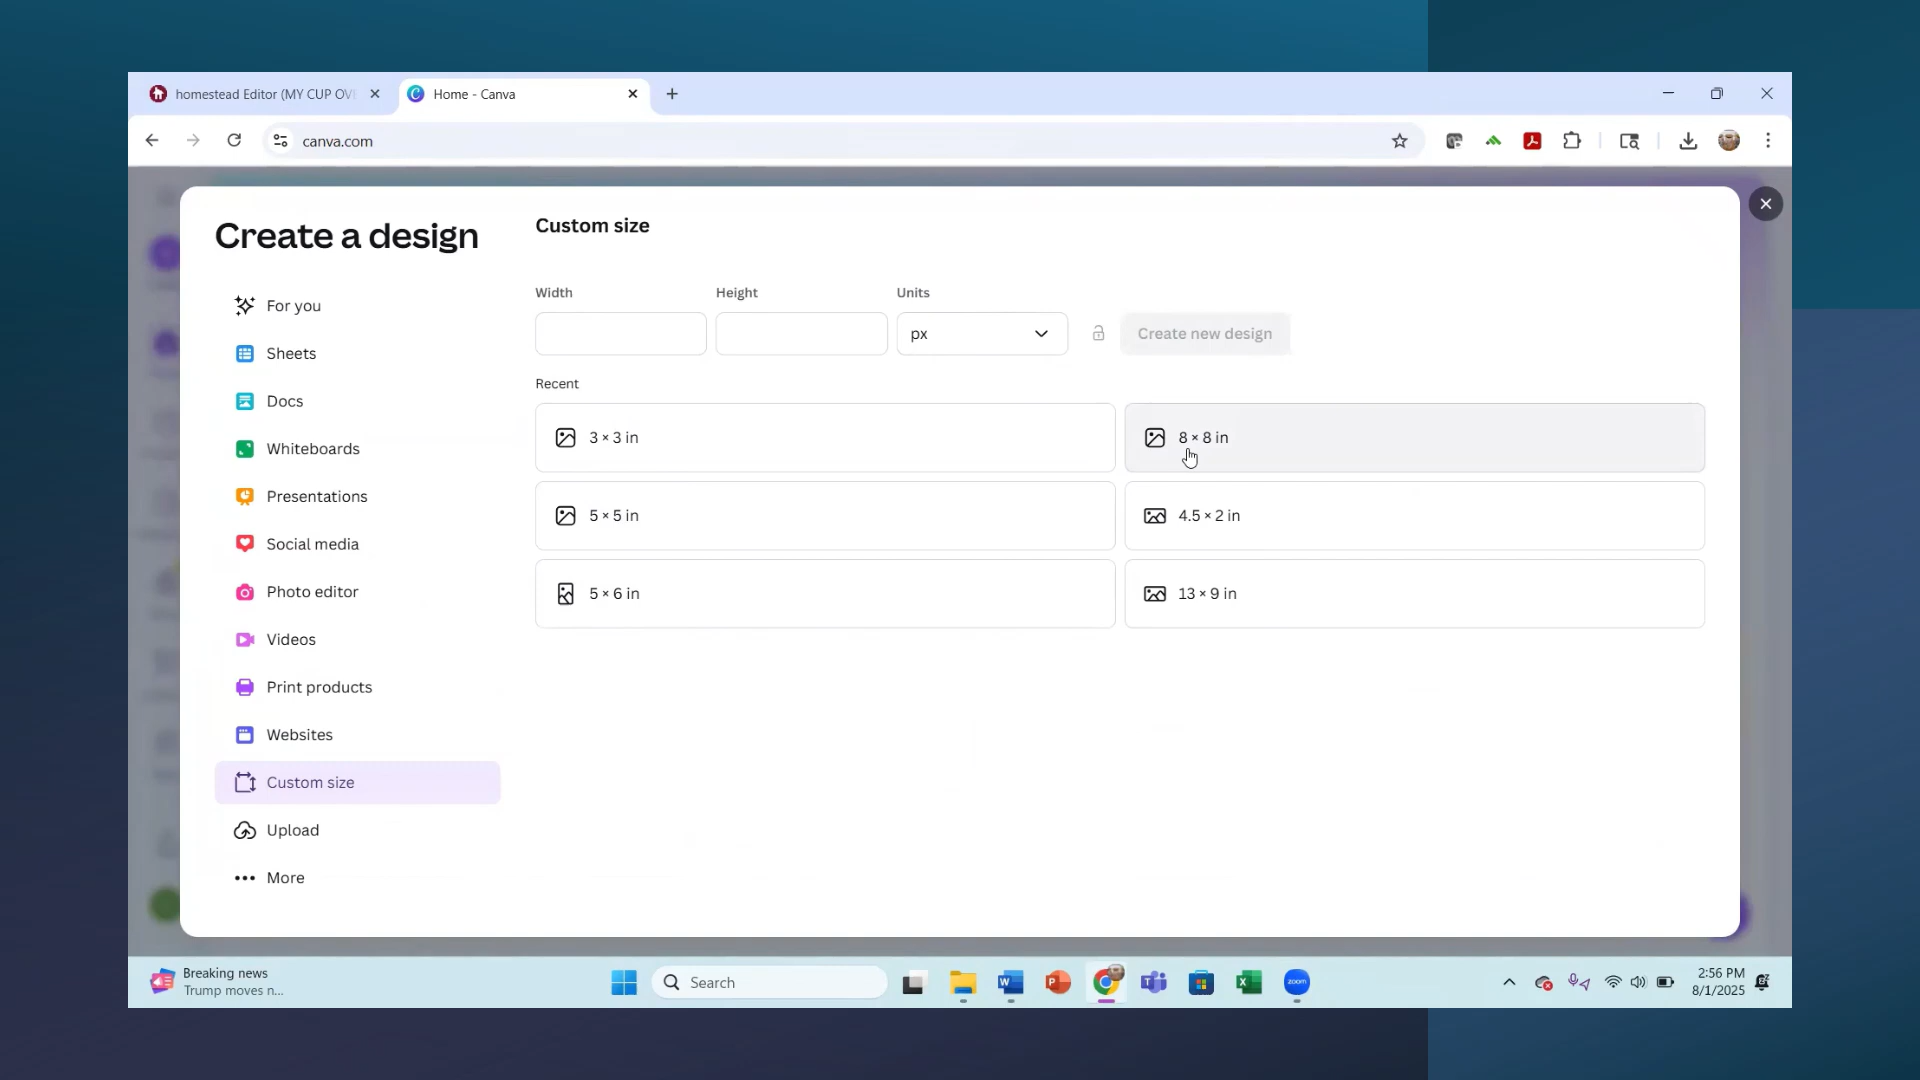 homestead Editor (MY CUP OVE
Home - Canva
canva.com
Create a design
For you
Sheets
Docs
Whiteboards
Presentations
Social media
Photo editor
Videos
Print products
Websites
Custom size
Upload
More
Custom size
Width Height Units
px Create new design
Recent
3 × 3 in 8 × 8 in
5 × 5 in 4.5 × 2 in
5 × 6 in 13 × 9 in
Breaking news
Trump moves n...
Search
zoom
2:56 PM
8/1/2025